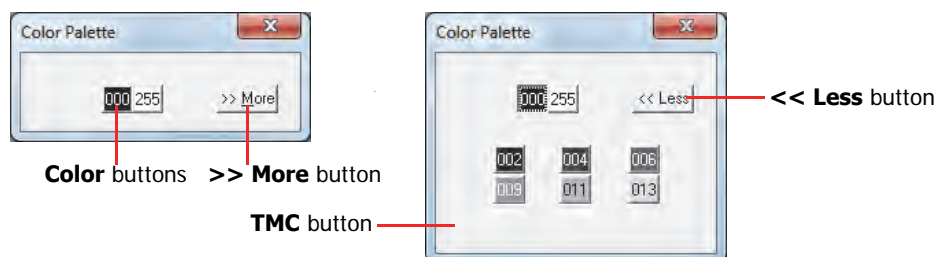 Color Palette
000 255 >> More
Color buttons >> More button
Color Palette
000 255 << Less
<< Less button
002 004 006
009 011 013
TMC button